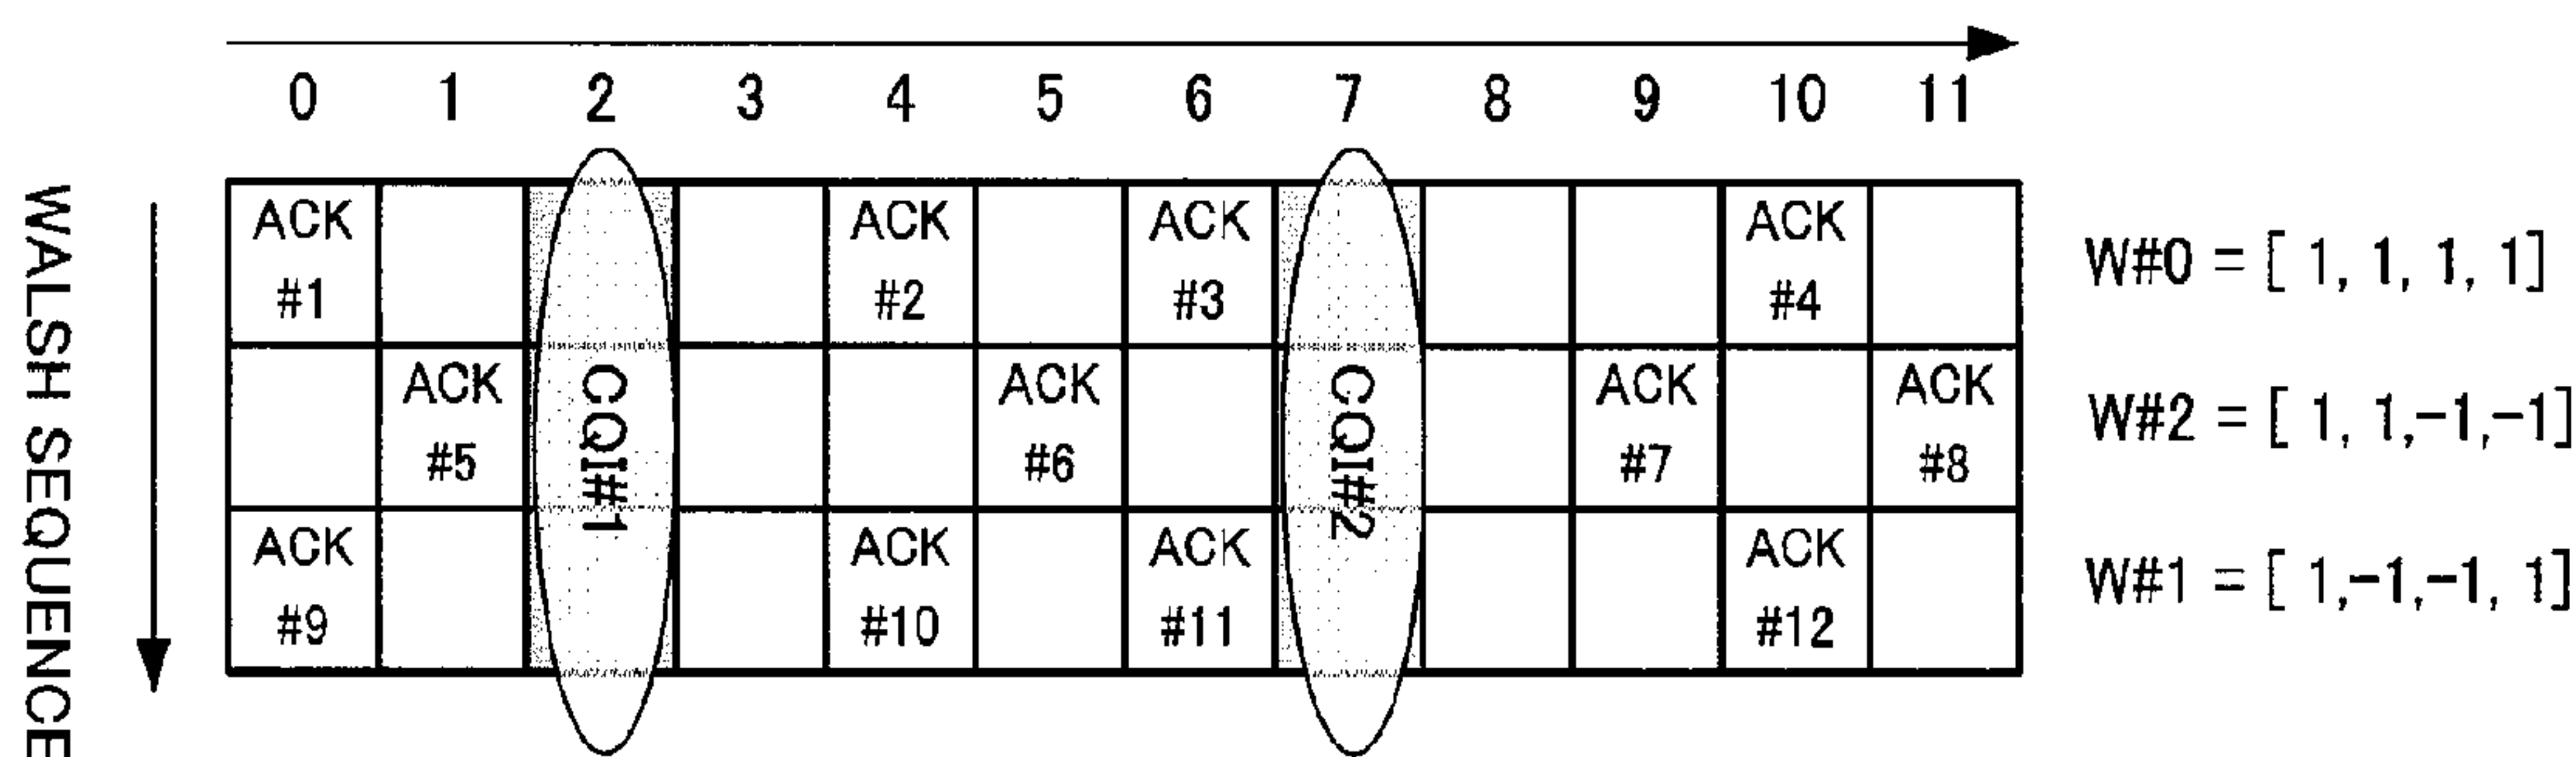 0 1 2 3 4 5 6 7 8 9 10 11
WALSH SEQUENCE
ACK #1
ACK #2
ACK #3
ACK #4
W#0 = [ 1, 1, 1, 1]
CQI#1
CQI#2
ACK #5
ACK #6
ACK #7
ACK #8
W#2 = [ 1, 1,-1,-1]
ACK #9
ACK #10
ACK #11
ACK #12
W#1 = [ 1,-1,-1, 1]